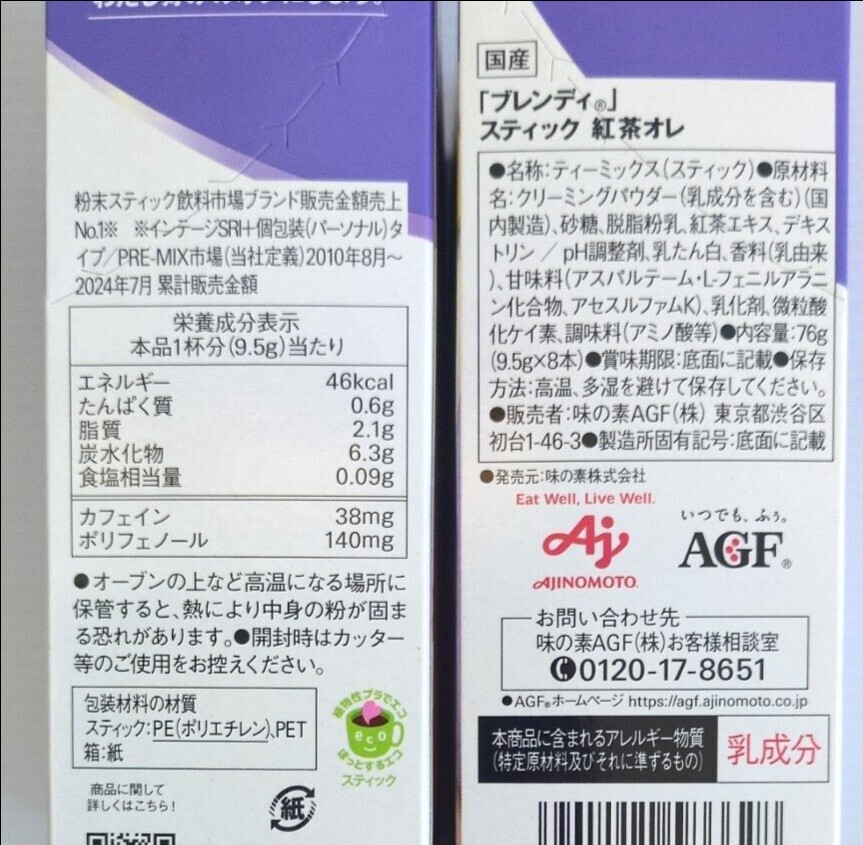 粉末スティック飲料市場ブランド販売金額売上
No.1※ ※インテージSRI+個包装(パーソナル)タ
イプ/PRE-MIX市場(当社定義)2010年8月〜
2024年7月 累計販売金額
栄養成分表示
本品1杯分(9.5g)当たり
エネルギー 46kcal
たんぱく質 0.6g
脂質 2.1g
炭水化物 6.3g
食塩相当量 0.09g
カフェイン 38mg
ポリフェノール 140mg
●オーブンの上など高温になる場所に
保管すると、熱により中身の粉が固ま
る恐れがあります。●開封時はカッター
等のご使用をお控えください。
包装材料の材質
スティック:PE(ポリエチレン)、PET
箱:紙
植物性プラでエコ
eco
ほっとするエコ
スティック
商品に関して
詳しくはこちら!
紙
国産
「ブレンディ®」
スティック 紅茶オレ
●名称:ティーミックス(スティック)●原材料
名:クリーミングパウダー(乳成分を含む)(国
内製造)、砂糖、脱脂粉乳、紅茶エキス、デキス
トリン / pH調整剤、乳たん白、香料(乳由来
)、甘味料(アスパルテーム・L-フェニルアラニ
ン化合物、アセスルファムK)、乳化剤、微粒酸
化ケイ素、調味料(アミノ酸等)●内容量:76g
(9.5g×8本)●賞味期限:底面に記載●保存
方法:高温、多湿を避けて保存してください。
●販売者:味の素AGF(株) 東京都渋谷区
初台1-46-3●製造所固有記号:底面に記載
●発売元:味の素株式会社
Eat Well, Live Well.
Aj
AJINOMOTO®
いつでも、ふぅ。
AGF®
お問い合わせ先
味の素AGF(株)お客様相談室
0120-17-8651
●AGF®ホームページ https://agf.ajinomoto.co.jp
本商品に含まれるアレルギー物質
(特定原材料及びそれに準ずるもの)
乳成分